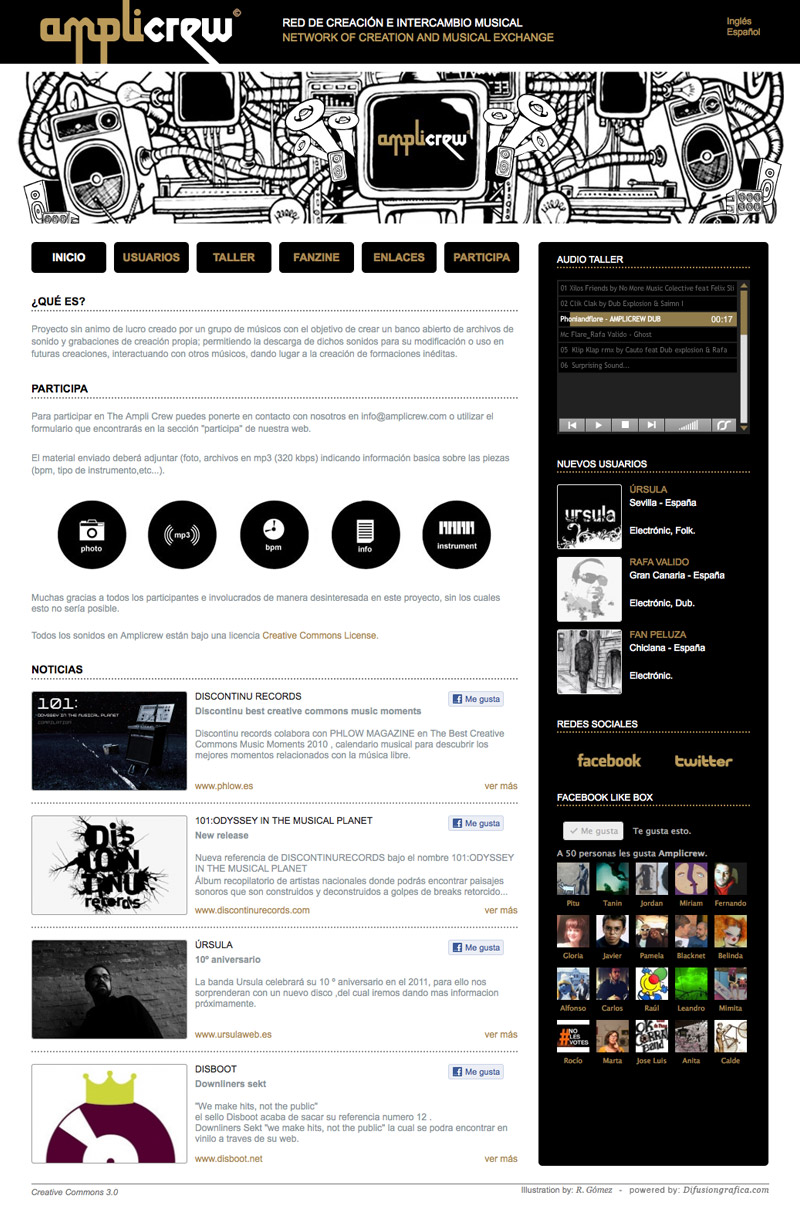 amplicrew©
RED DE CREACIÓN E INTERCAMBIO MUSICAL
NETWORK OF CREATION AND MUSICAL EXCHANGE
Inglés
Español
amplicrew
INICIO
USUARIOS
TALLER
FANZINE
ENLACES
PARTICIPA
¿QUÉ ES?
Proyecto sin animo de lucro creado por un grupo de músicos con el objetivo de crear un banco abierto de archivos de
sonido y grabaciones de creación propia; permitiendo la descarga de dichos sonidos para su modificación o uso en
futuras creaciones, interactuando con otros músicos, dando lugar a la creación de formaciones inéditas.
PARTICIPA
Para participar en The Ampli Crew puedes ponerte en contacto con nosotros en info@amplicrew.com o utilizar el
formulario que encontrarás en la sección "participa" de nuestra web.
El material enviado deberá adjuntar (foto, archivos en mp3 (320 kbps) indicando información basica sobre las piezas
(bpm, tipo de instrumento,etc...).
photo
mp3
bpm
info
instrument
Muchas gracias a todos los participantes e involucrados de manera desinteresada en este proyecto, sin los cuales
esto no sería posible.
Todos los sonidos en Amplicrew están bajo una licencia Creative Commons License.
NOTICIAS
101:
ODYSSEY IN THE MUSICAL PLANET
COMPILATION
DISCONTINU RECORDS
Me gusta
Discontinu best creative commons music moments
Discontinu records colabora con PHLOW MAGAZINE en The Best Creative
Commons Music Moments 2010 , calendario musical para descubrir los
mejores momentos relacionados con la música libre.
www.phlow.es
ver más
DIS
CON
TINU
records
101:ODYSSEY IN THE MUSICAL PLANET
Me gusta
New release
Nueva referencia de DISCONTINURECORDS bajo el nombre 101:ODYSSEY
IN THE MUSICAL PLANET
Álbum recopilatorio de artistas nacionales donde podrás encontrar paisajes
sonoros que son construidos y deconstruidos a golpes de breaks retorcido...
www.discontinurecords.com
ver más
ÚRSULA
Me gusta
10º aniversario
La banda Ursula celebrará su 10 º aniversario en el 2011, para ello nos
sorprenderan con un nuevo disco ,del cual iremos dando mas informacion
próximamente.
www.ursulaweb.es
ver más
DISBOOT
Me gusta
Downliners sekt
"We make hits, not the public"
el sello Disboot acaba de sacar su referencia numero 12 .
Downliners Sekt "we make hits, not the public" la cual se podra encontrar en
vinilo a traves de su web.
www.disboot.net
ver más
AUDIO TALLER
01 Xilos Friends by No More Music Colective feat Felix Sli
02 Clik Clak by Dub Explosion & Saimn I
Phoniandflore - AMPLICREW DUB 00:17
Mc Flare_Rafa Valido - Ghost
05 Klip Klap rmx by Cauto feat Dub explosion & Rafa
06 Surprising Sound...
NUEVOS USUARIOS
ursula
ÚRSULA
Sevilla - España
Electrónic, Folk.
RAFA VALIDO
Gran Canaria - España
Electrónic, Dub.
FAN PELUZA
Chiclana - España
Electrónic.
REDES SOCIALES
facebook
twitter
FACEBOOK LIKE BOX
Me gusta
Te gusta esto.
A 50 personas les gusta Amplicrew.
Pitu Tanin Jordan Miriam Fernando
Gloria Javier Pamela Blacknet Belinda
Alfonso Carlos Raúl Leandro Mimita
#NO LES VOTES
Rocío Marta Jose Luis Anita Calde
Creative Commons 3.0
Illustration by: R. Gómez - powered by: Difusiongrafica.com